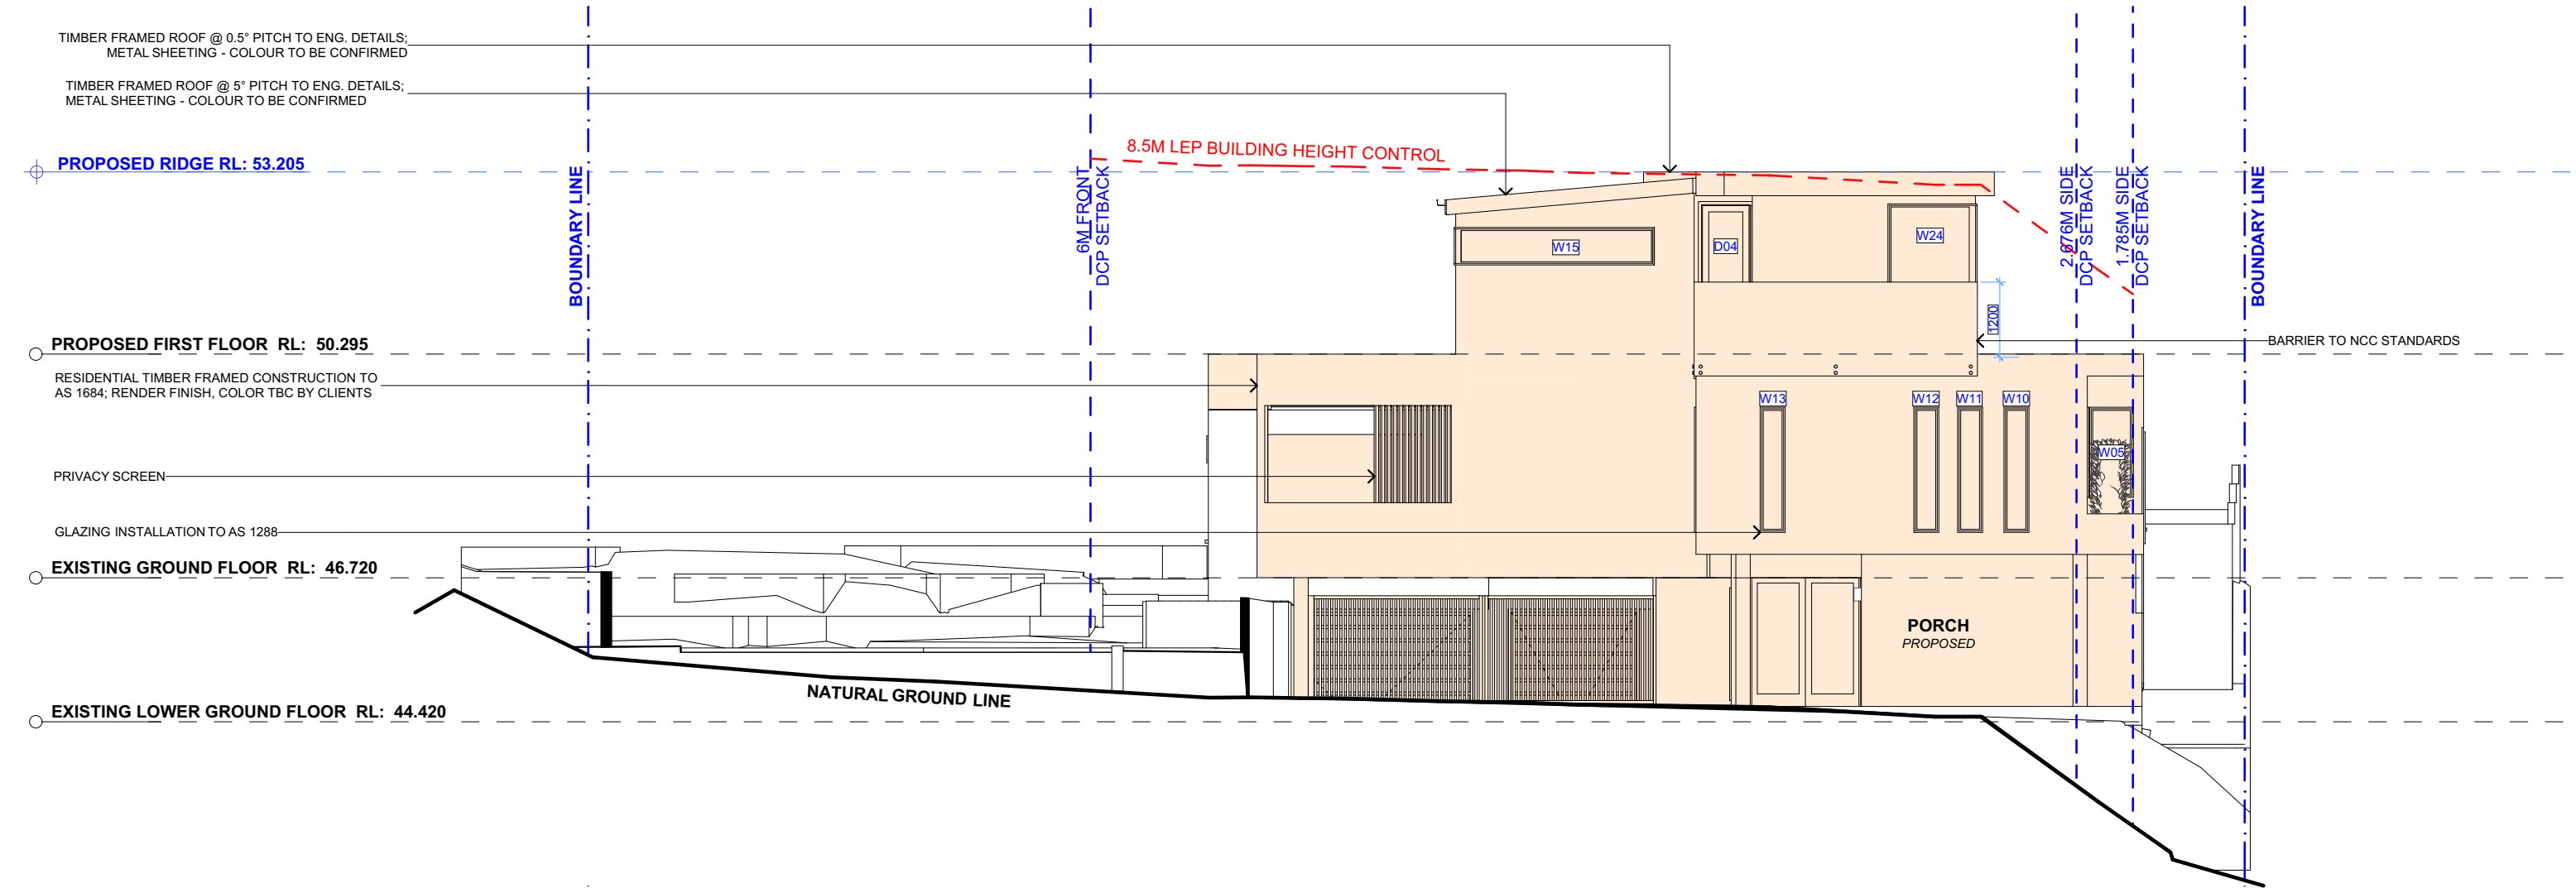 TIMBER FRAMED ROOF @ 0.5° PITCH TO ENG. DETAILS;
METAL SHEETING - COLOUR TO BE CONFIRMED
TIMBER FRAMED ROOF @ 5° PITCH TO ENG. DETAILS;
METAL SHEETING - COLOUR TO BE CONFIRMED
8.5M LEP BUILDING HEIGHT CONTROL
PROPOSED RIDGE RL: 53.205
BOUNDARY LINE
6M FRONT
DCP SETBACK
2.676M SIDE
DCP SETBACK
1.785M SIDE
DCP SETBACK
BOUNDARY LINE
W15
D04
W24
1200
PROPOSED FIRST FLOOR RL: 50.295
BARRIER TO NCC STANDARDS
RESIDENTIAL TIMBER FRAMED CONSTRUCTION TO
AS 1684; RENDER FINISH, COLOR TBC BY CLIENTS
W13
W12
W11
W10
W05
PRIVACY SCREEN
GLAZING INSTALLATION TO AS 1288
EXISTING GROUND FLOOR RL: 46.720
PORCH
PROPOSED
NATURAL GROUND LINE
EXISTING LOWER GROUND FLOOR RL: 44.420